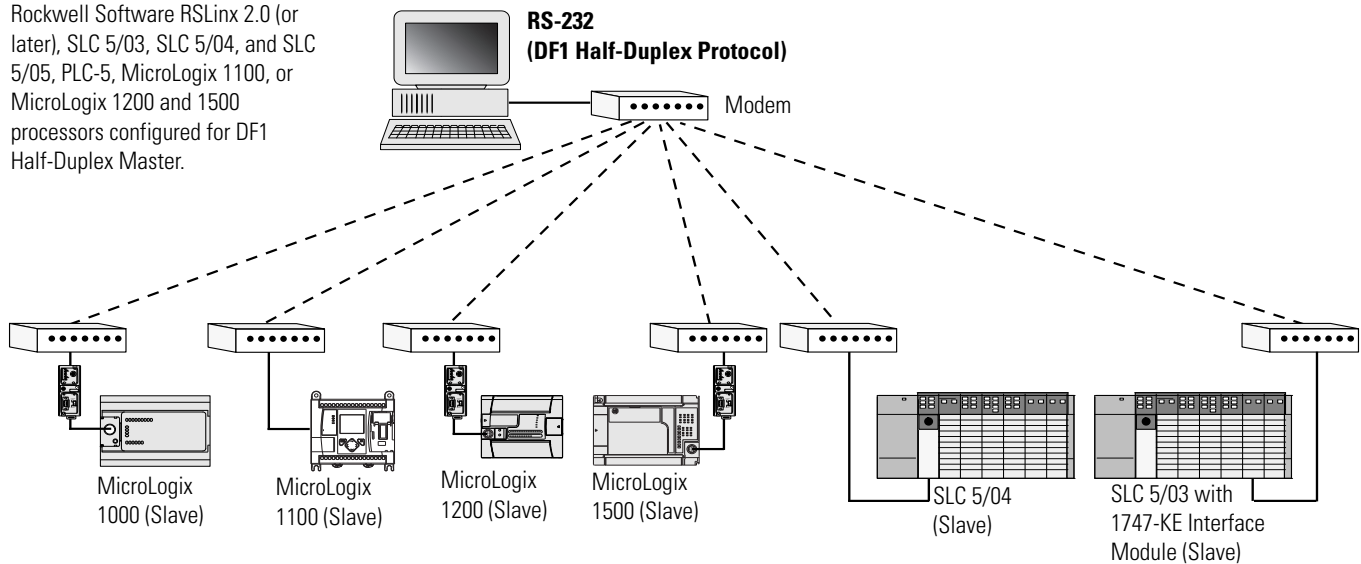 Rockwell Software RSLinx 2.0 (or
later), SLC 5/03, SLC 5/04, and SLC
5/05, PLC-5, MicroLogix 1100, or
MicroLogix 1200 and 1500
processors configured for DF1
Half-Duplex Master.
RS-232
(DF1 Half-Duplex Protocol)
Modem
MicroLogix
1000 (Slave)
MicroLogix
1100 (Slave)
MicroLogix
1200 (Slave)
MicroLogix
1500 (Slave)
SLC 5/04
(Slave)
SLC 5/03 with
1747-KE Interface
Module (Slave)